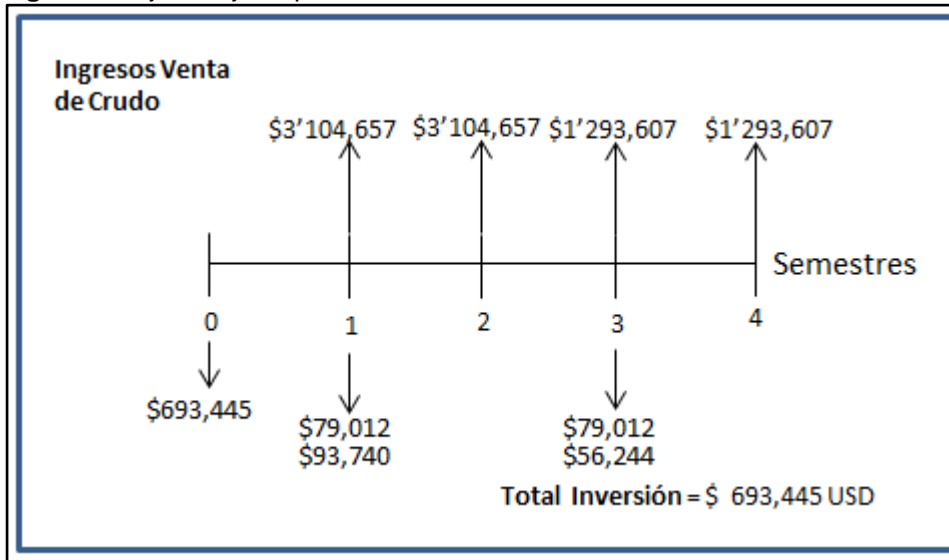 Ingresos Venta
de Crudo
$3’104,657 $3’104,657 $1’293,607 $1’293,607
Semestres
0 1 2 3 4
$693,445
$79,012 $79,012
$93,740 $56,244
Total Inversión = $ 693,445 USD